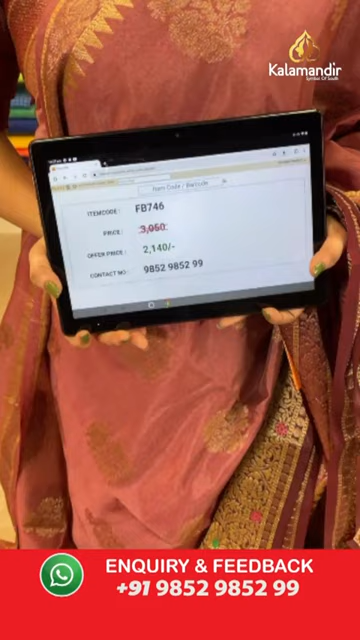 Kalamandir
Symbol Of South
Item Code / Barcode
ITEMCODE : FB746
PRICE : 3,050
OFFER PRICE : 2,140/-
CONTACT NO : 9852 9852 99
ENQUIRY & FEEDBACK
+91 9852 9852 99